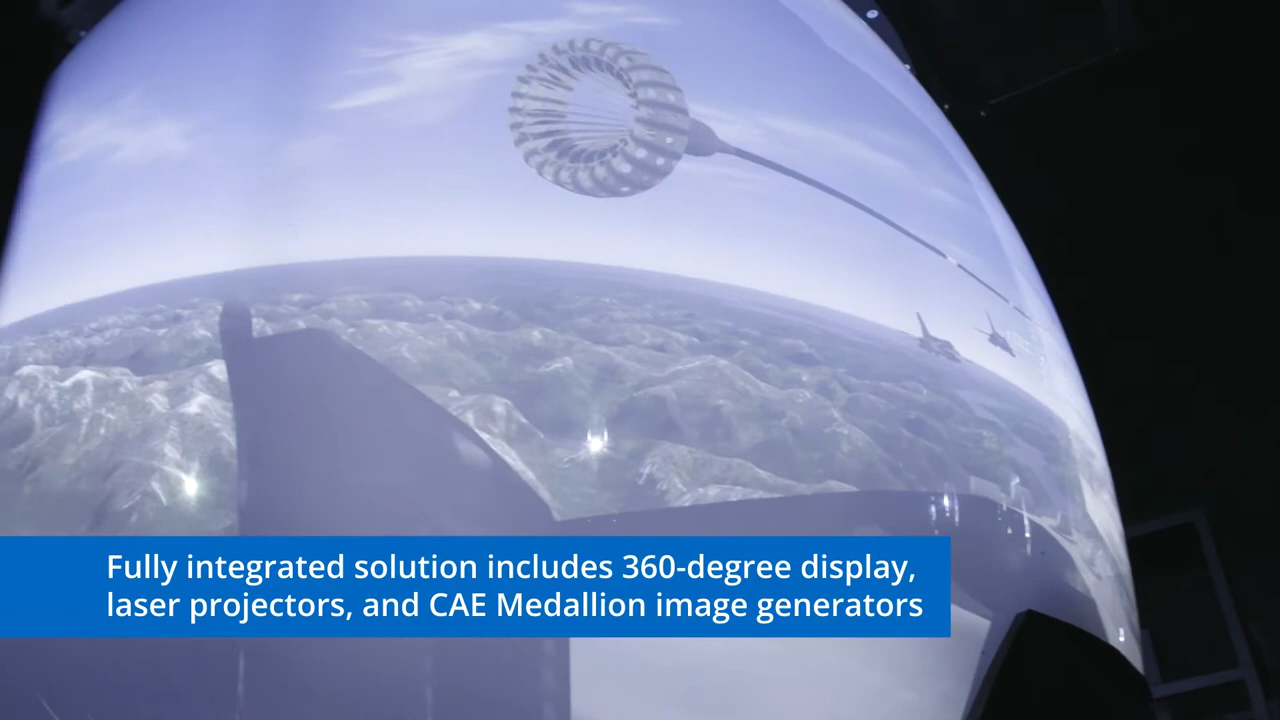 Fully integrated solution includes 360-degree display,
laser projectors, and CAE Medallion image generators